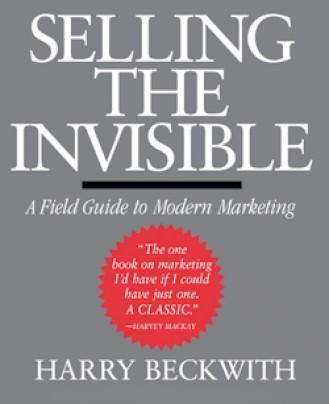 SELLING
THE
INVISIBLE
A Field Guide to Modern Marketing
"The one
book on marketing
I'd have if I could
have just one.
A CLASSIC."
—HARVEY MACKAY
HARRY BECKWITH